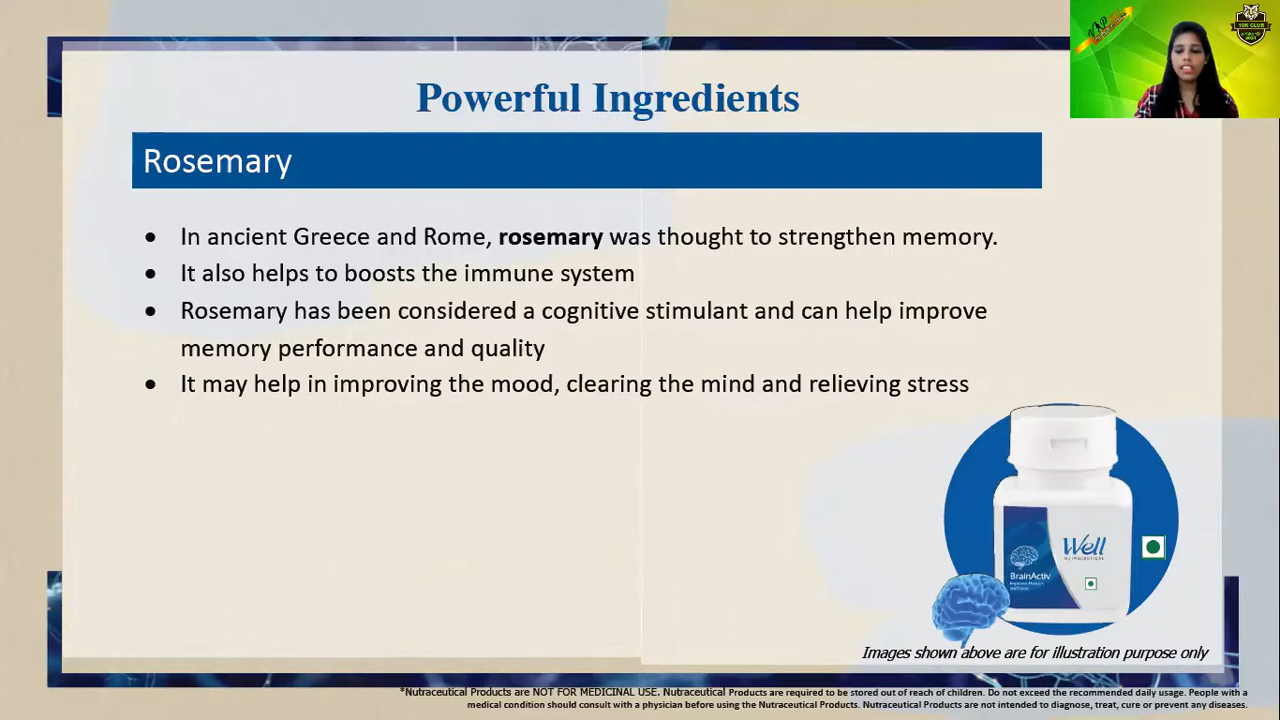 Powerful Ingredients
Rosemary
● In ancient Greece and Rome, rosemary was thought to strengthen memory.
● It also helps to boosts the immune system
● Rosemary has been considered a cognitive stimulant and can help improve
memory performance and quality
● It may help in improving the mood, clearing the mind and relieving stress
Well
NUTRACEUTICAL
BrainActiv
Images shown above are for illustration purpose only
*Nutraceutical Products are NOT FOR MEDICINAL USE. Nutraceutical Products are required to be stored out of reach of children. Do not exceed the recommended daily usage. People with a
medical condition should consult with a physician before using the Nutraceutical Products. Nutraceutical Products are not intended to diagnose, treat, cure or prevent any diseases.